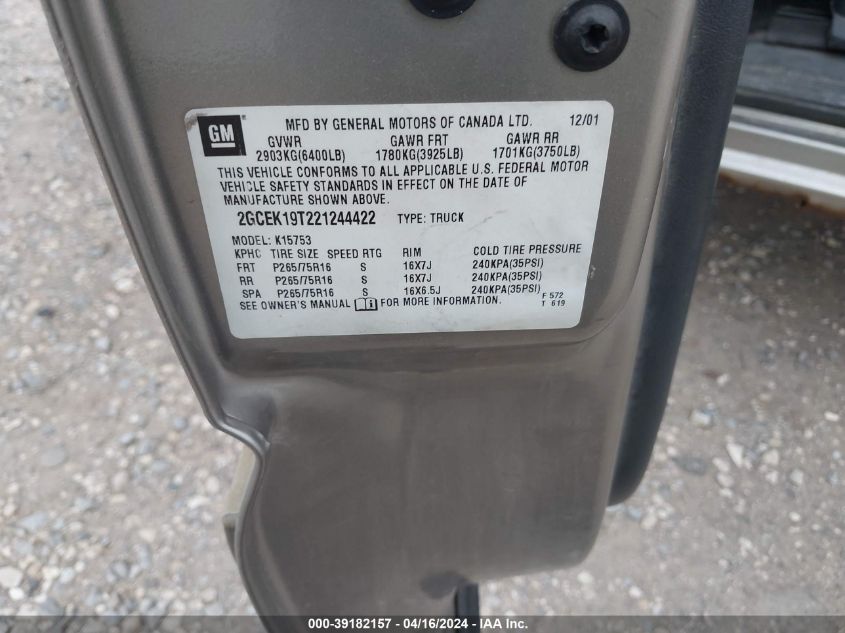 GM
MFD BY GENERAL MOTORS OF CANADA LTD. 12/01
GVWR GAWR FRT GAWR RR
2903KG(6400LB) 1780KG(3925LB) 1701KG(3750LB)
THIS VEHICLE CONFORMS TO ALL APPLICABLE U.S. FEDERAL MOTOR
VEHICLE SAFETY STANDARDS IN EFFECT ON THE DATE OF
MANUFACTURE SHOWN ABOVE.
2GCEK19T221244422 TYPE: TRUCK
MODEL: K15753
KPHC TIRE SIZE SPEED RTG RIM COLD TIRE PRESSURE
FRT P265/75R16 S 16X7J 240KPA(35PSI)
RR P265/75R16 S 16X7J 240KPA(35PSI)
SPA P265/75R16 S 16X6.5J 240KPA(35PSI)
SEE OWNER'S MANUAL FOR MORE INFORMATION.
F 572
T 619
000-39182157 - 04/16/2024 - IAA Inc.